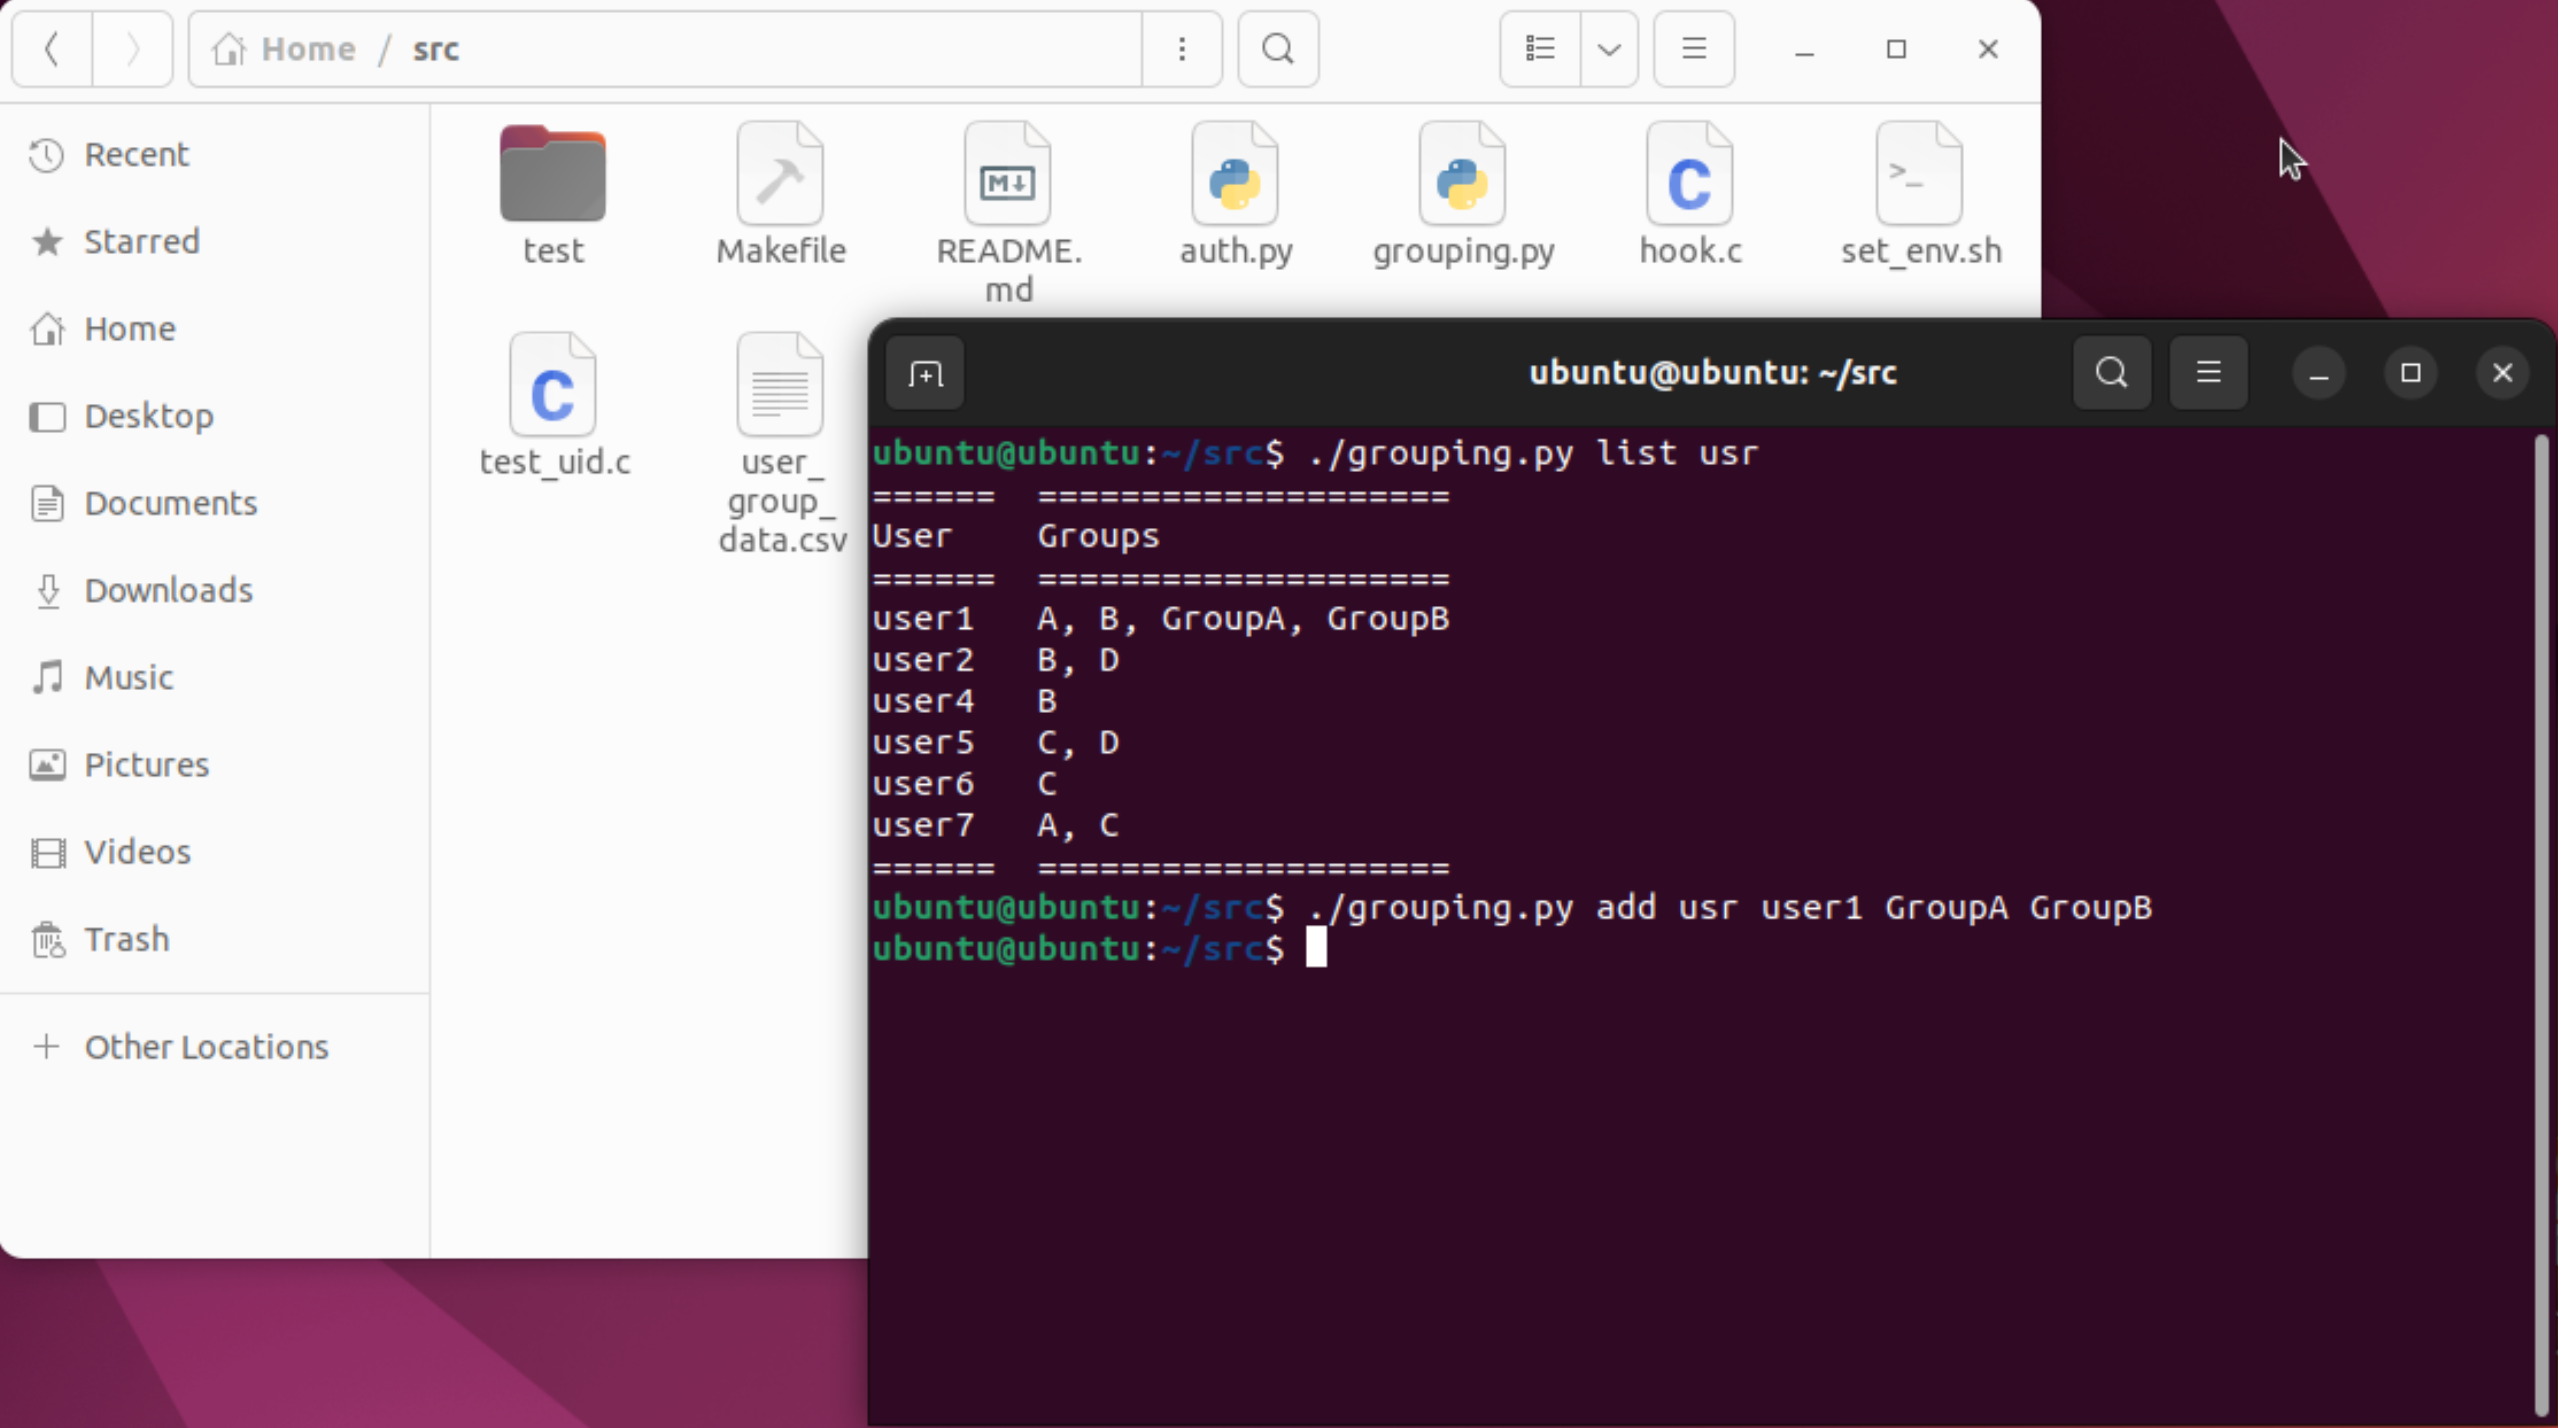 Home / src
Recent
Starred
Home
Desktop
Documents
Downloads
Music
Pictures
Videos
Trash
Other Locations
test
Makefile
README.
md
auth.py
grouping.py
hook.c
set_env.sh
test_uid.c
user_
group_
data.csv
ubuntu@ubuntu: ~/src
ubuntu@ubuntu:~/src$ ./grouping.py list usr
====== ====================
User Groups
====== ====================
user1 A, B, GroupA, GroupB
user2 B, D
user4 B
user5 C, D
user6 C
user7 A, C
====== ====================
ubuntu@ubuntu:~/src$ ./grouping.py add usr user1 GroupA GroupB
ubuntu@ubuntu:~/src$